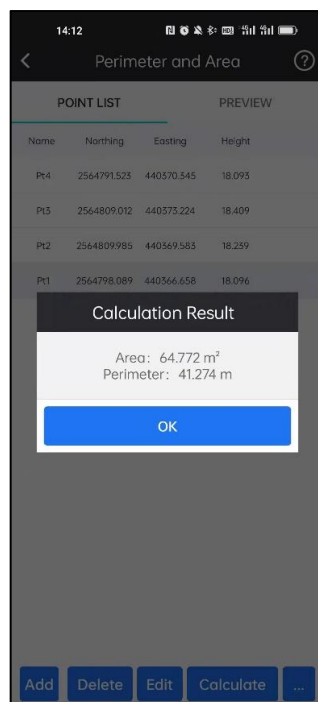 14:12
Perimeter and Area
POINT LIST PREVIEW
Name Northing Easting Height
Pt4 2564791.523 440370.345 18.093
Pt3 2564809.012 440373.224 18.409
Pt2 2564809.985 440369.583 18.239
Pt1 2564798.089 440366.658 18.096
Calculation Result
Area: 64.772 m²
Perimeter: 41.274 m
OK
Add Delete Edit Calculate ...